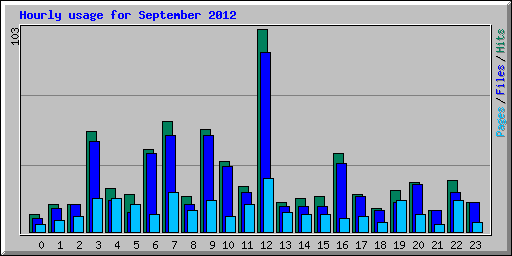 Hourly usage for September 2012
103
Pages / Files / Hits
0 1 2 3 4 5 6 7 8 9 10 11 12 13 14 15 16 17 18 19 20 21 22 23